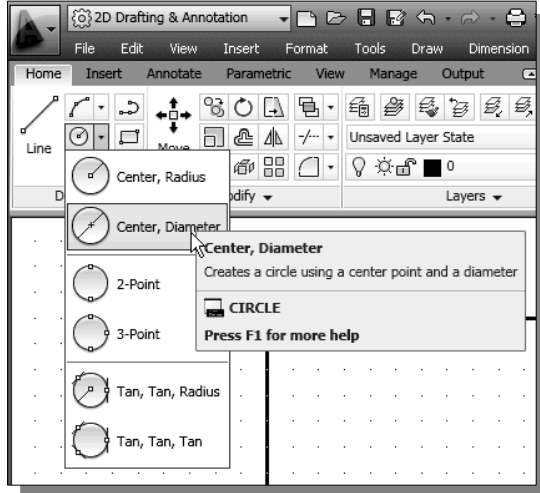 2D Drafting & Annotation
File Edit View Insert Format Tools Draw Dimension
Home Insert Annotate Parametric View Manage Output
Line
Move
Unsaved Layer State
0
Layers
Center, Radius
Center, Diameter
Center, Diameter
Creates a circle using a center point and a diameter
CIRCLE
Press F1 for more help
2-Point
3-Point
Tan, Tan, Radius
Tan, Tan, Tan